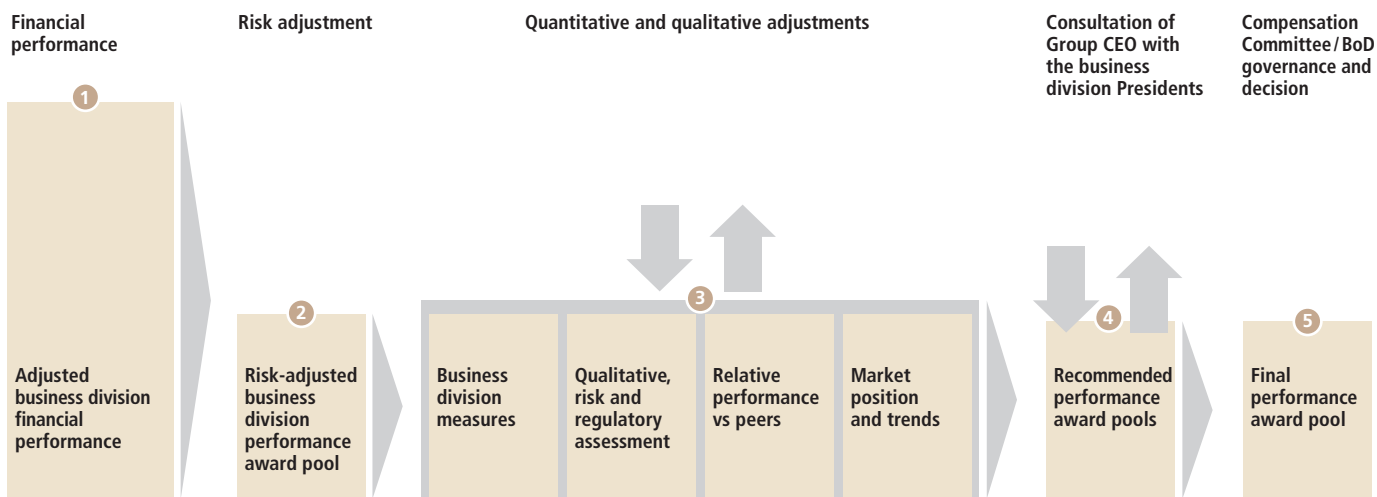 Financial
performance
Risk adjustment
Quantitative and qualitative adjustments
Consultation of
Group CEO with
the business
division Presidents
Compensation
Committee/BoD
governance and
decision
1
Adjusted
business division
financial
performance
2
Risk-adjusted
business
division
performance
award pool
3
Business
division
measures
Qualitative,
risk and
regulatory
assessment
Relative
performance
vs peers
Market
position
and trends
4
Recommended
performance
award pools
5
Final
performance
award pool